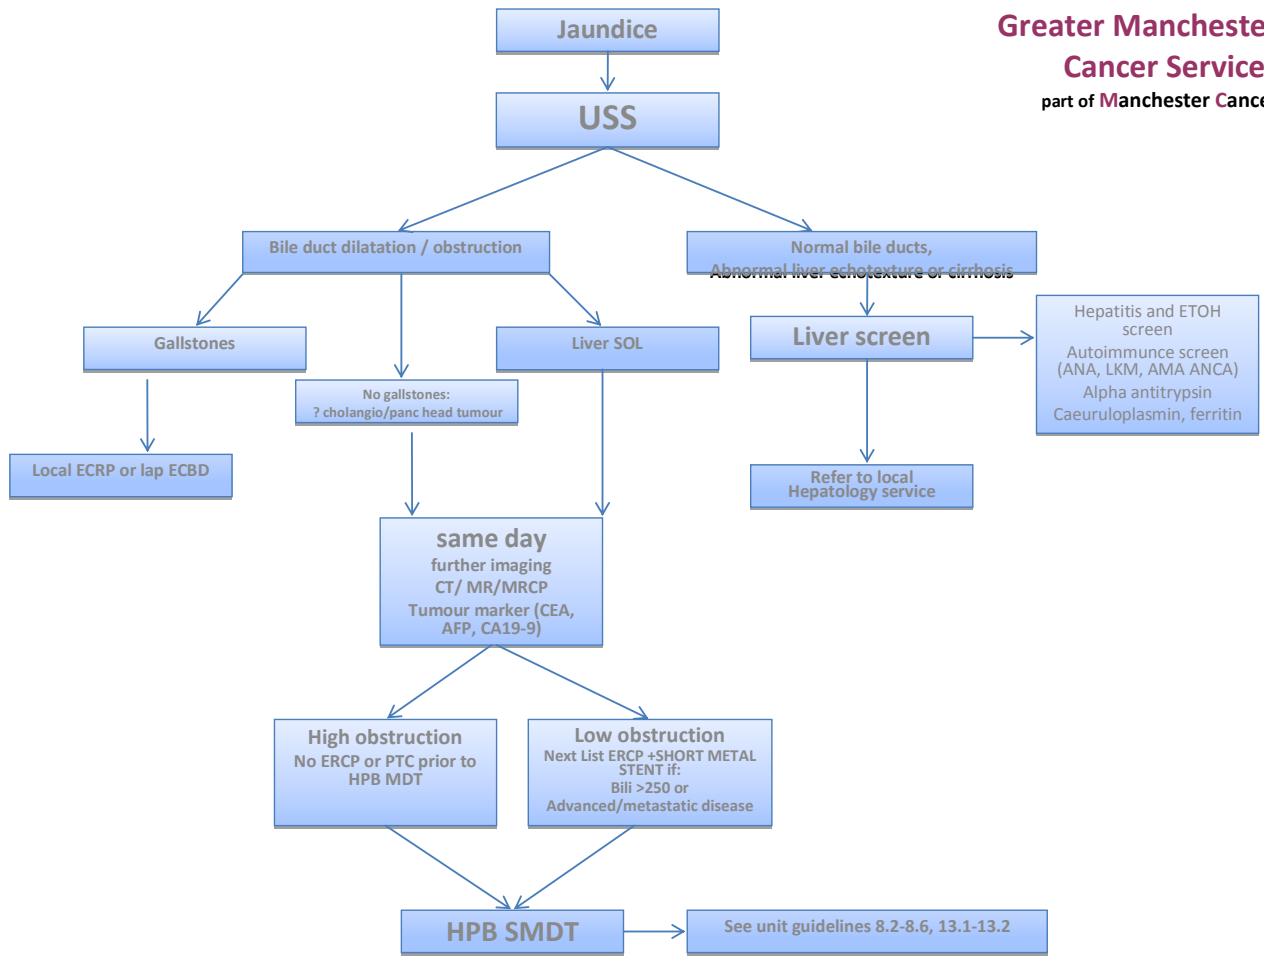 Jaundice
Greater Mancheste
Cancer Service
part of Manchester Cance
USS
Bile duct dilatation / obstruction
Normal bile ducts,
Abnormal liver echotexture or cirrhosis
Gallstones
Liver SOL
Liver screen
Hepatitis and ETOH
screen
Autoimmunce screen
(ANA, LKM, AMA ANCA)
Alpha antitrypsin
Caeuruloplasmin, ferritin
No gallstones:
? cholangio/panc head tumour
Local ECRP or lap ECBD
Refer to local
Hepatology service
same day
further imaging
CT/ MR/MRCP
Tumour marker (CEA,
AFP, CA19-9)
High obstruction
No ERCP or PTC prior to
HPB MDT
Low obstruction
Next List ERCP +SHORT METAL
STENT if:
Bili >250 or
Advanced/metastatic disease
HPB SMDT
See unit guidelines 8.2-8.6, 13.1-13.2